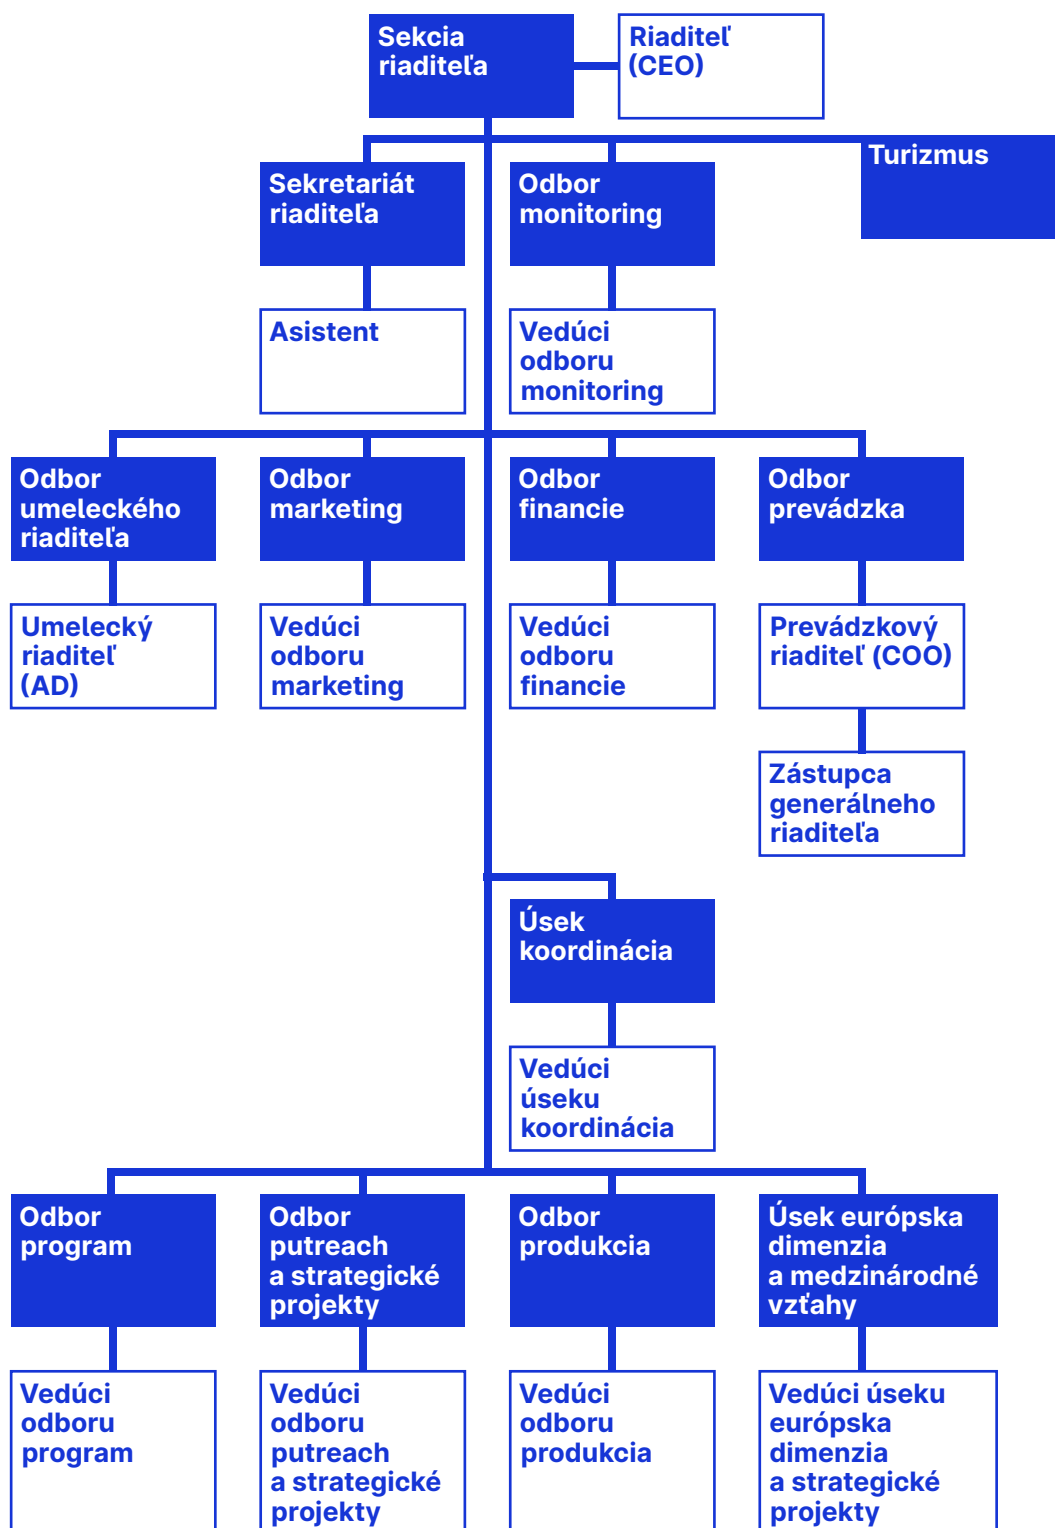 Sekcia
riaditeľa
Riaditeľ
(CEO)
Turizmus
Sekretariát
riaditeľa
Odbor
monitoring
Asistent
Vedúci
odboru
monitoring
Odbor
umeleckého
riaditeľa
Odbor
marketing
Odbor
financie
Odbor
prevádzka
Umelecký
riaditeľ
(AD)
Vedúci
odboru
marketing
Vedúci
odboru
financie
Prevádzkový
riaditeľ (COO)
Zástupca
generálneho
riaditeľa
Úsek
koordinácia
Vedúci
úseku
koordinácia
Odbor
program
Odbor
putreach
a strategické
projekty
Odbor
produkcia
Úsek európska
dimenzia
a medzinárodné
vzťahy
Vedúci
odboru
program
Vedúci
odboru
putreach
a strategické
projekty
Vedúci
odboru
produkcia
Vedúci úseku
európska
dimenzia
a strategické
projekty